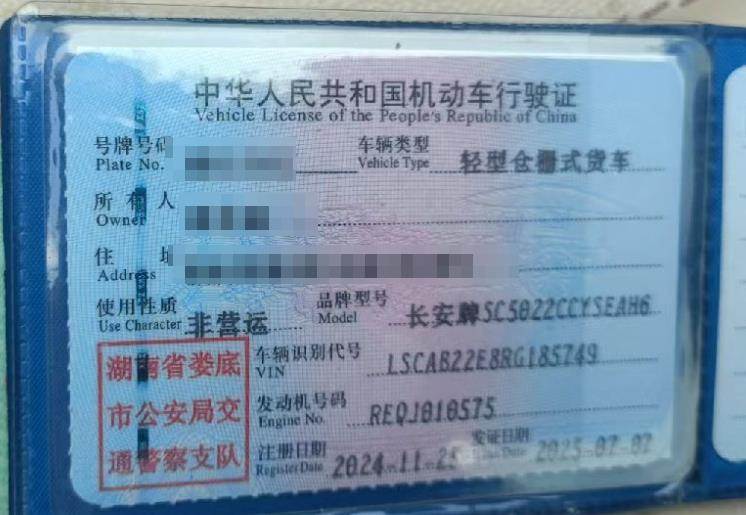 中华人民共和国机动车行驶证
Vehicle License of the People's Republic of China
号牌号码 车辆类型 轻型仓栅式货车
Plate No. Vehicle Type
所有人
Owner
住址
Address
使用性质 非营运 品牌型号 长安牌SC5022CCYSEAH6
Use Character Model
湖南省娄底
市公安局交
通警察支队
车辆识别代号 LSCAB22E8RG185749
VIN
发动机号码 REQJ010575
Engine No.
注册日期 2024-11-25 发证日期 2025-07-02
Register Date Issue Date